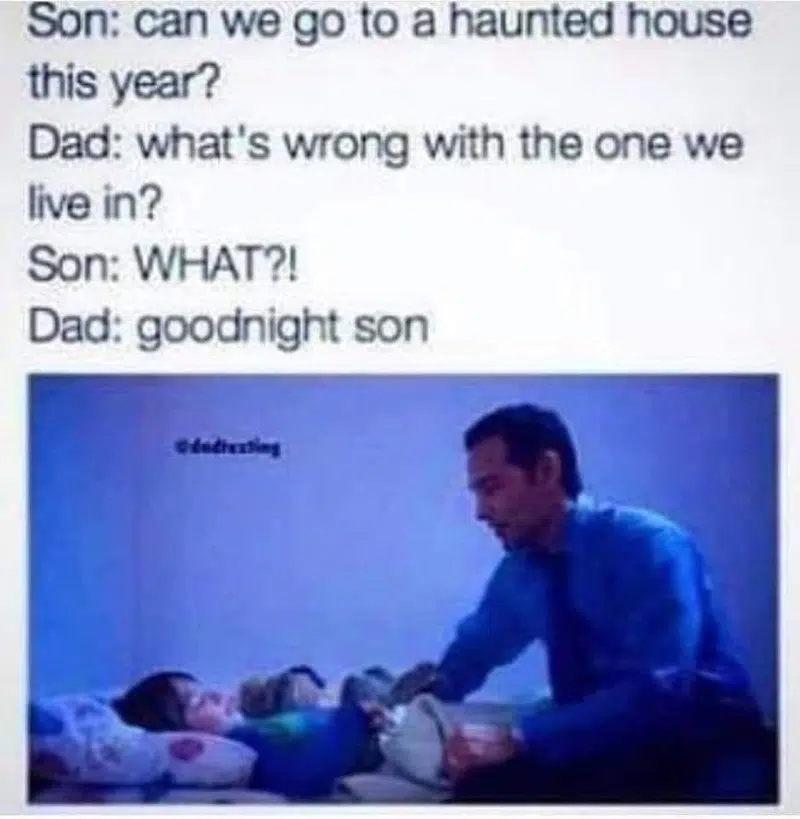 Son: can we go to a haunted house
this year?
Dad: what's wrong with the one we
live in?
Son: WHAT?!
Dad: goodnight son
@dadtexting